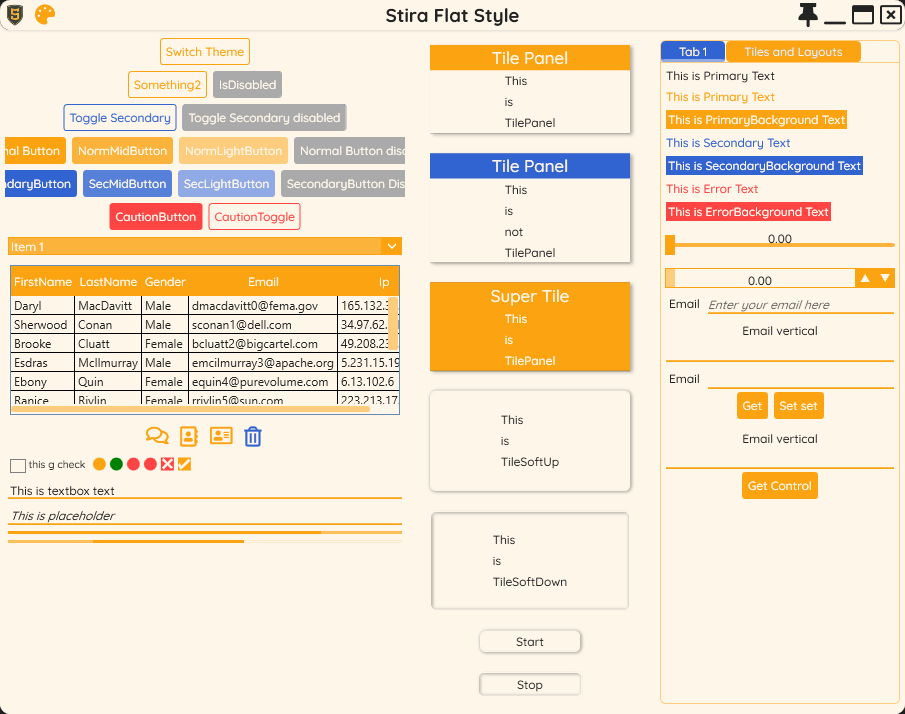 Stira Flat Style
Switch Theme
Something2 IsDisabled
Toggle Secondary Toggle Secondary disabled
nal Button NormMidButton NormLightButton Normal Button disa
ndaryButton SecMidButton SecLightButton SecondaryButton Dis
CautionButton CautionToggle
Item 1
FirstName LastName Gender Email Ip
Daryl MacDavitt Male dmacdavitt0@fema.gov 165.132.3
Sherwood Conan Male sconan1@dell.com 34.97.62.
Brooke Cluatt Female bcluatt2@bigcartel.com 49.208.23
Esdras McIlmurray Male emcilmurray3@apache.org 5.231.15.19
Ebony Quin Female equin4@purevolume.com 6.13.102.6
Ranice Rivlin Female rrivlin5@sun.com 223.213.17.
this g check
This is textbox text
This is placeholder
Tile Panel
This
is
TilePanel
Tile Panel
This
is
not
TilePanel
Super Tile
This
is
TilePanel
This
is
TileSoftUp
This
is
TileSoftDown
Start
Stop
Tab 1 Tiles and Layouts
This is Primary Text
This is Primary Text
This is PrimaryBackground Text
This is Secondary Text
This is SecondaryBackground Text
This is Error Text
This is ErrorBackground Text
0.00
0.00
Email Enter your email here
Email vertical
Email
Get Set set
Email vertical
Get Control